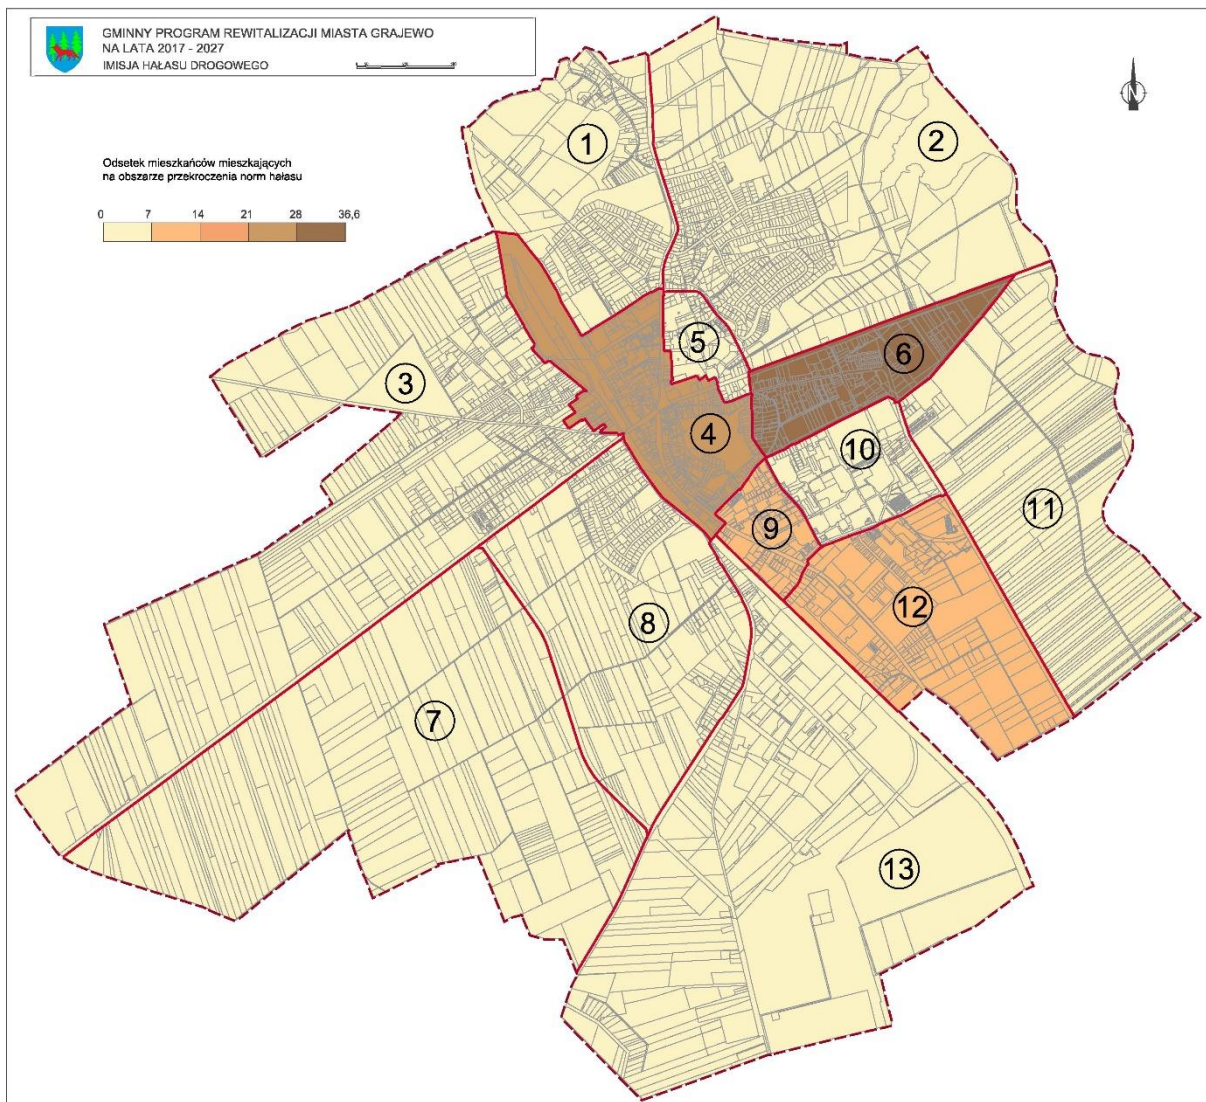 GMINNY PROGRAM REWITALIZACJI MIASTA GRAJEWO
NA LATA 2017 - 2027
IMISJA HAŁASU DROGOWEGO
N
Odsetek mieszkańców mieszkających
na obszarze przekroczenia norm hałasu
0 7 14 21 28 36,6
1
2
3
4
5
6
7
8
9
10
11
12
13